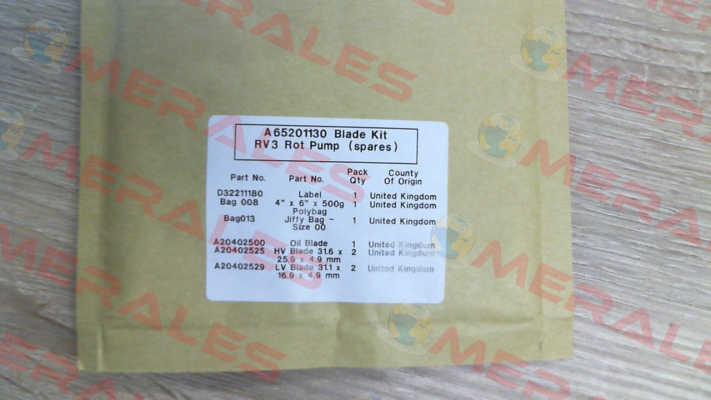 A65201130 Blade Kit
RV3 Rot Pump (spares)
Part No. Part No. Pack Qty County Of Origin
D32211180 Label 1 United Kingdom
Bag 008 4" x 6" x 500g Polybag 1 United Kingdom
Bag013 Jiffy Bag - Size 00 1 United Kingdom
A20402500 Oil Blade 1 United Kingdom
A20402525 HV Blade 31.6 x 25.9 x 4.9 mm 2 United Kingdom
A20402529 LV Blade 31.1 x 16.9 x 4.9 mm 2 United Kingdom
MERALES
MERALES
MERALES
MERALES
MERALES